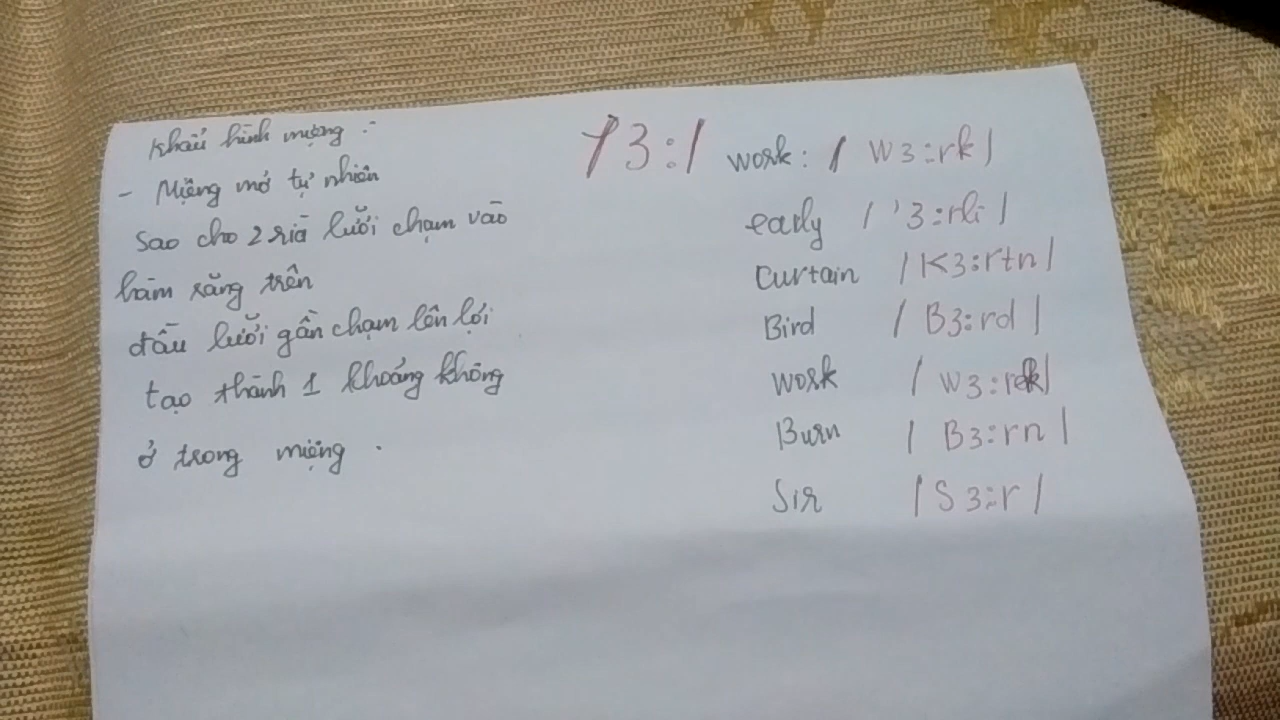 Khẩu hình miệng :
- Miệng mở tự nhiên
sao cho 2 rìa lưỡi chạm vào
hàm răng trên
đầu lưỡi gần chạm lên lợi
tạo thành 1 khoảng không
ở trong miệng .
/3:/
work: / W3:rk/
early / '3:rli /
Curtain /K3:rtn/
Bird / B3:rd /
work / W3:rk/
Burn / B3:rn /
Sir / S3:r /